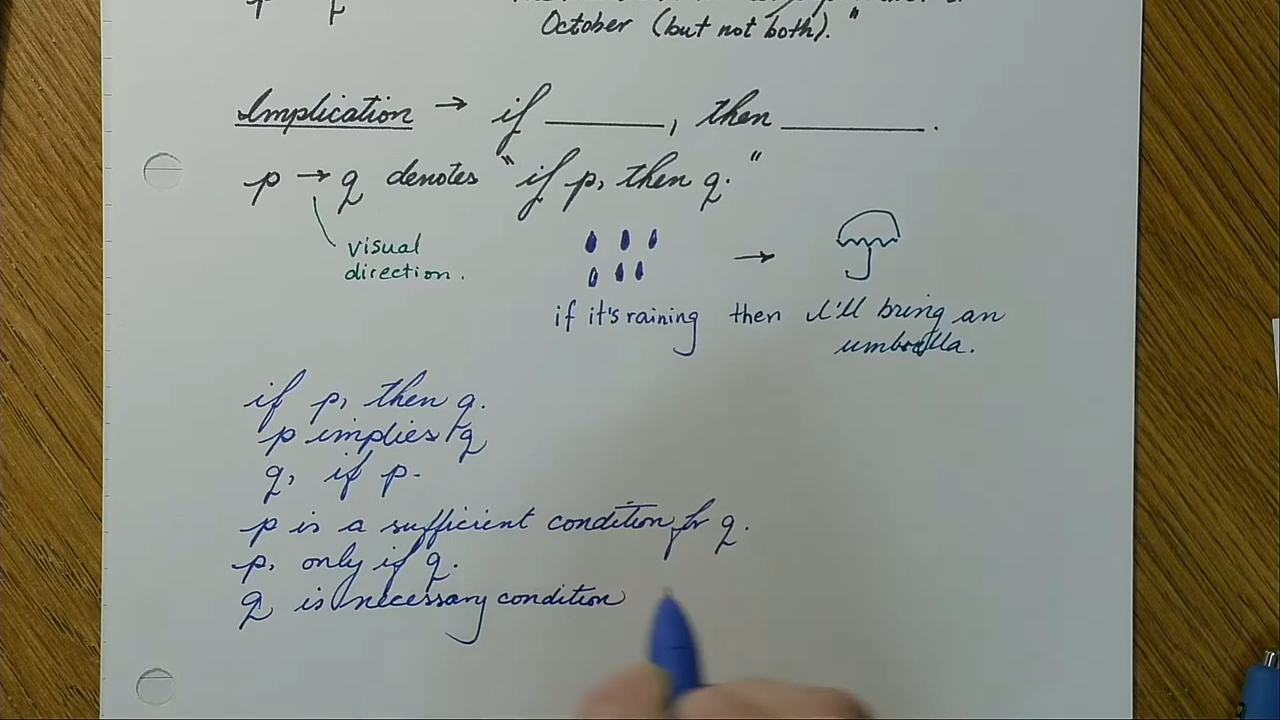 p q
October (but not both)."
Implication → if ______, then ______.
p → q denotes "if p, then q."
visual
direction.
→
if it's raining then I'll bring an
umbrella.
if p, then q.
p implies q
q, if p.
p is a sufficient condition for q.
p, only if q.
q is necessary condition